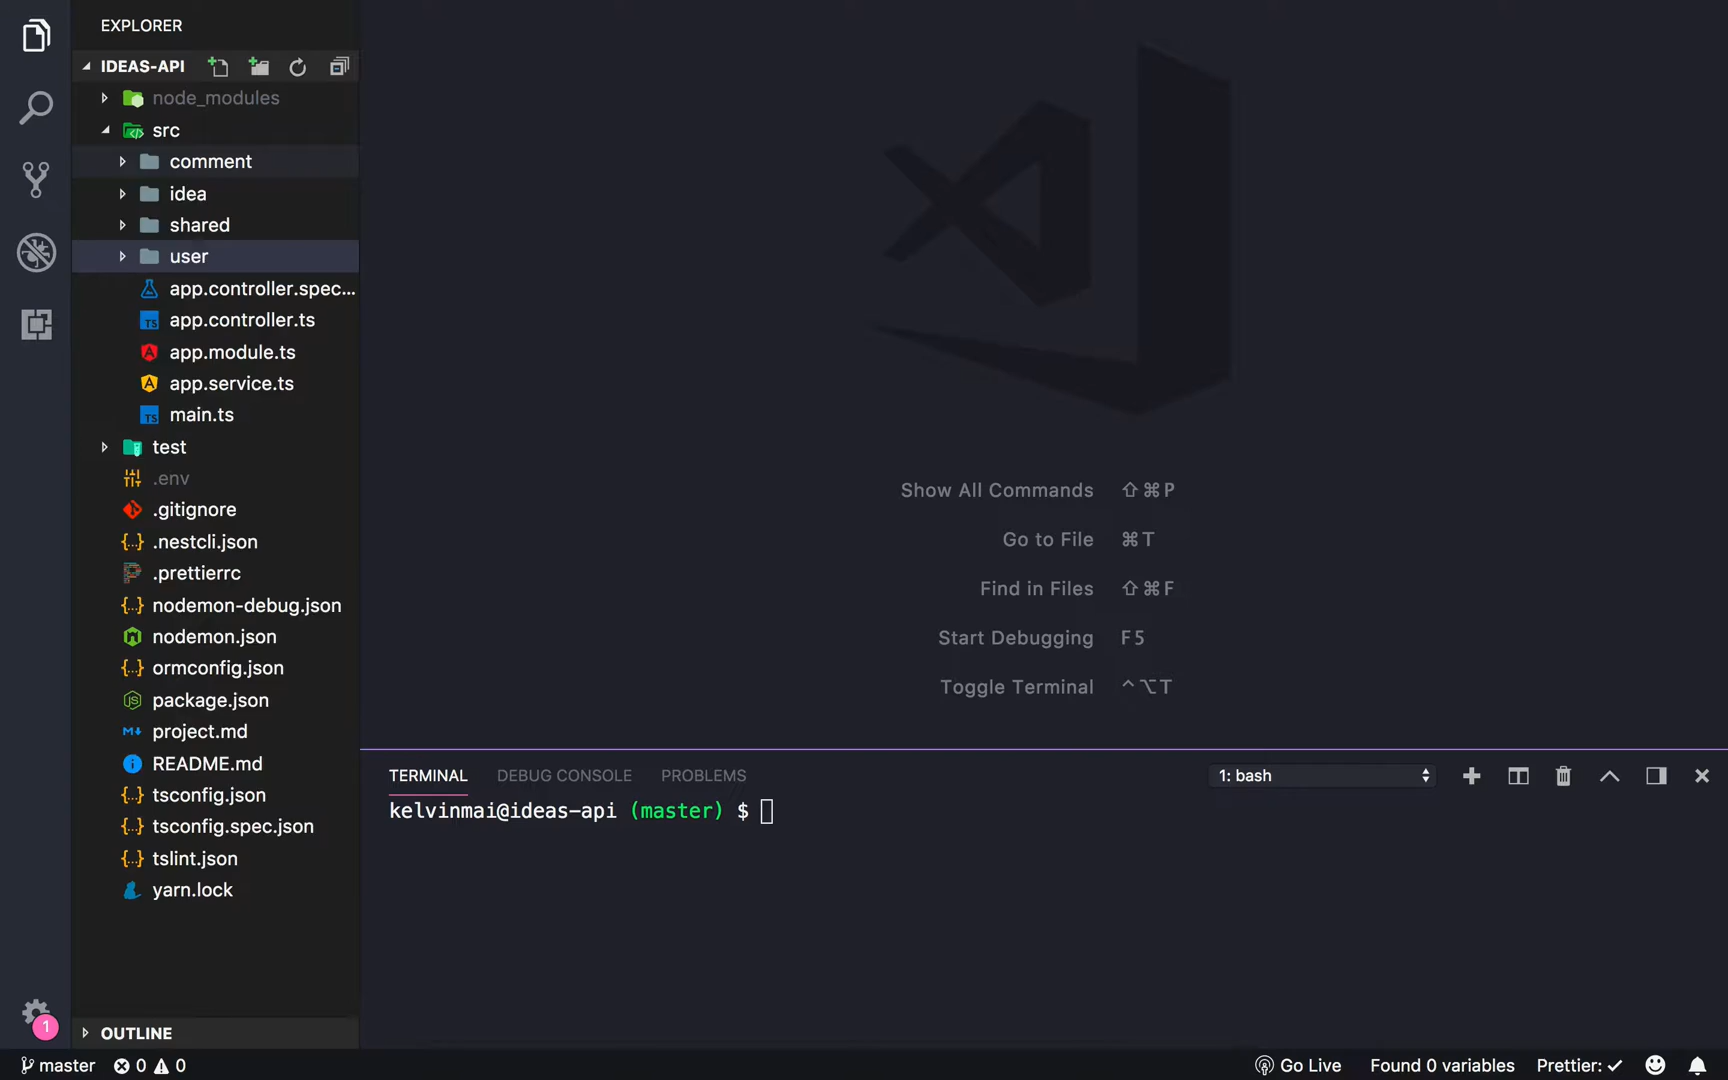 EXPLORER
IDEAS-API
node_modules
src
comment
idea
shared
user
app.controller.spec...
app.controller.ts
app.module.ts
app.service.ts
main.ts
test
.env
.gitignore
.nestcli.json
.prettierrc
nodemon-debug.json
nodemon.json
ormconfig.json
package.json
project.md
README.md
tsconfig.json
tsconfig.spec.json
tslint.json
yarn.lock
OUTLINE
1
Show All Commands ⇧⌘P
Go to File ⌘T
Find in Files ⇧⌘F
Start Debugging F5
Toggle Terminal ⌃⌥T
TERMINAL DEBUG CONSOLE PROBLEMS 1: bash
kelvinmai@ideas-api (master) $
master 0 0 Go Live Found 0 variables Prettier: ✓